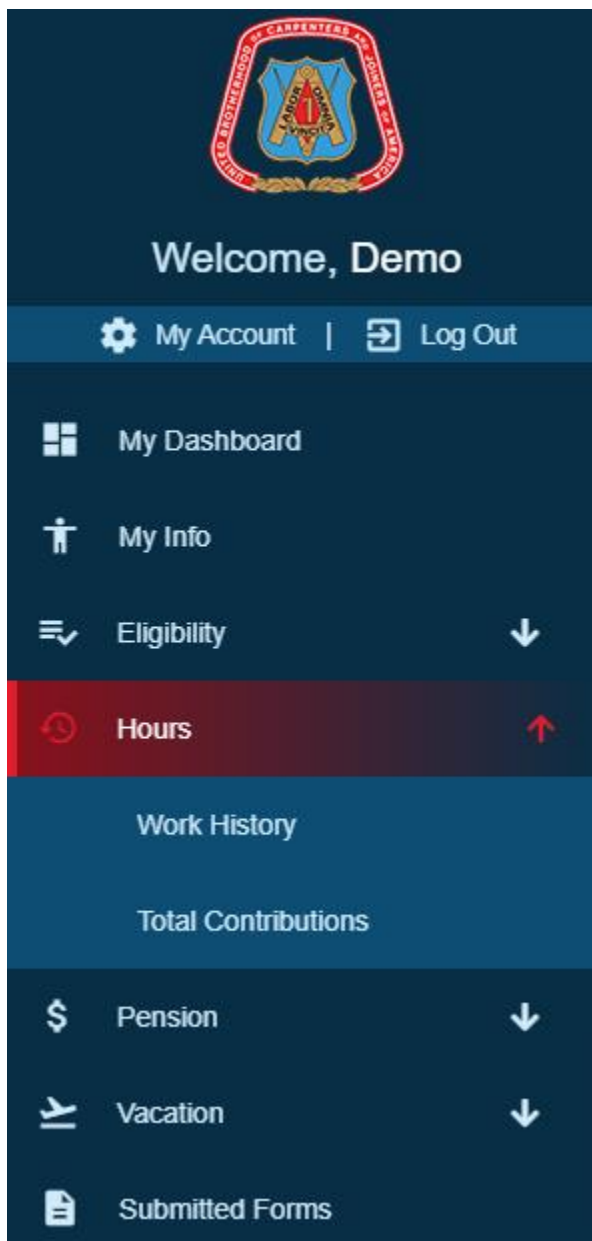 UNITED BROTHERHOOD OF CARPENTERS AND JOINERS OF AMERICA
LABOR OMNIA
VINCIT
Welcome, Demo
My Account | Log Out
My Dashboard
My Info
Eligibility
Hours
Work History
Total Contributions
$ Pension
Vacation
Submitted Forms